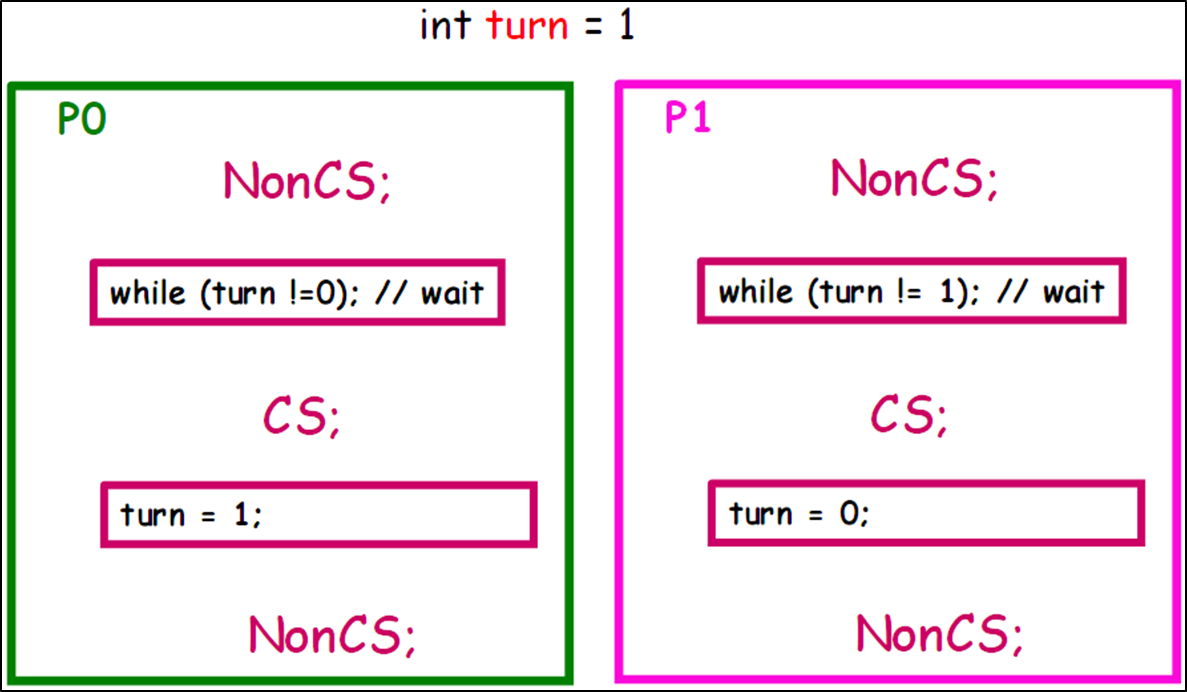 int turn = 1
P0
NonCS;
while (turn !=0); // wait
CS;
turn = 1;
NonCS;
P1
NonCS;
while (turn != 1); // wait
CS;
turn = 0;
NonCS;